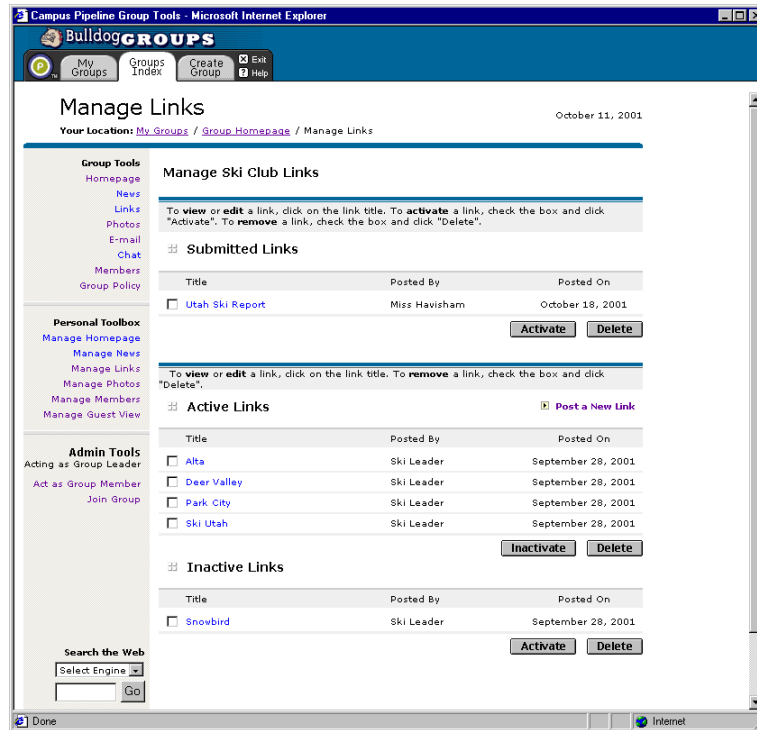 Campus Pipeline Group Tools - Microsoft Internet Explorer
BulldogGROUPS
My Groups
Groups Index
Create Group
Exit
Help
Manage Links
October 11, 2001
Your Location: My Groups / Group Homepage / Manage Links
Group Tools
Homepage
News
Links
Photos
E-mail
Chat
Members
Group Policy
Personal Toolbox
Manage Homepage
Manage News
Manage Links
Manage Photos
Manage Members
Manage Guest View
Admin Tools
Acting as Group Leader
Act as Group Member
Join Group
Search the Web
Select Engine
Go
Manage Ski Club Links
To view or edit a link, click on the link title. To activate a link, check the box and click
"Activate". To remove a link, check the box and click "Delete".
Submitted Links
Title Posted By Posted On
Utah Ski Report Miss Havisham October 18, 2001
Activate Delete
To view or edit a link, click on the link title. To remove a link, check the box and click
"Delete".
Active Links Post a New Link
Title Posted By Posted On
Alta Ski Leader September 28, 2001
Deer Valley Ski Leader September 28, 2001
Park City Ski Leader September 28, 2001
Ski Utah Ski Leader September 28, 2001
Inactivate Delete
Inactive Links
Title Posted By Posted On
Snowbird Ski Leader September 28, 2001
Activate Delete
Done
Internet